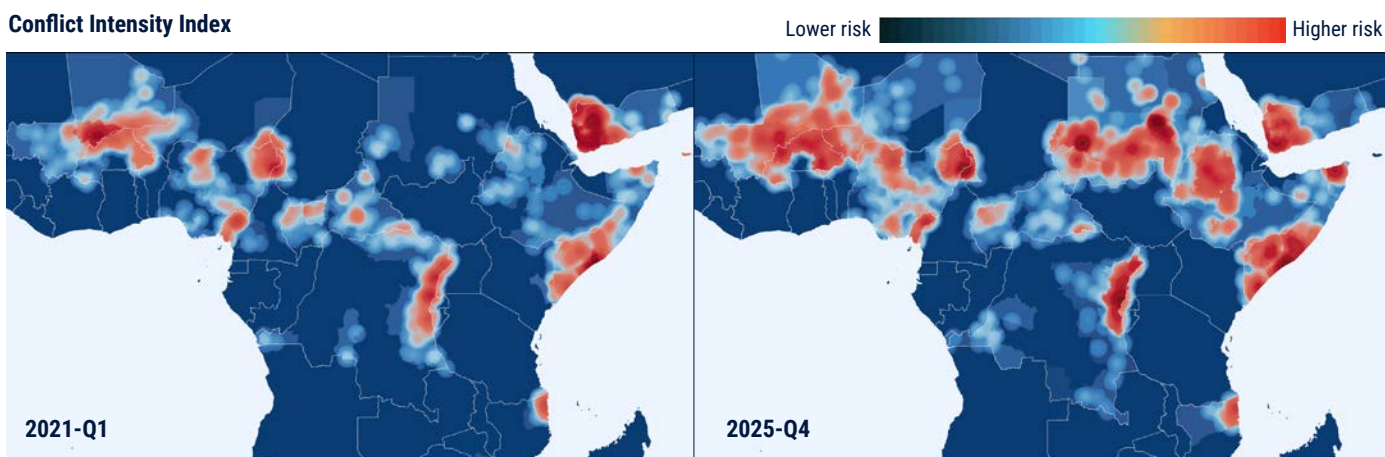 Conflict Intensity Index
Lower risk
Higher risk
2021-Q1
2025-Q4